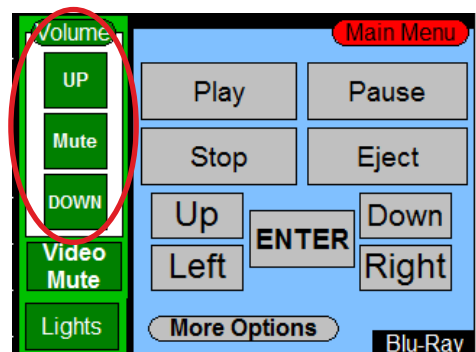 Volume
Main Menu
UP
Mute
DOWN
Video
Mute
Lights
Play
Pause
Stop
Eject
Up
Down
ENTER
Left
Right
More Options
Blu-Ray